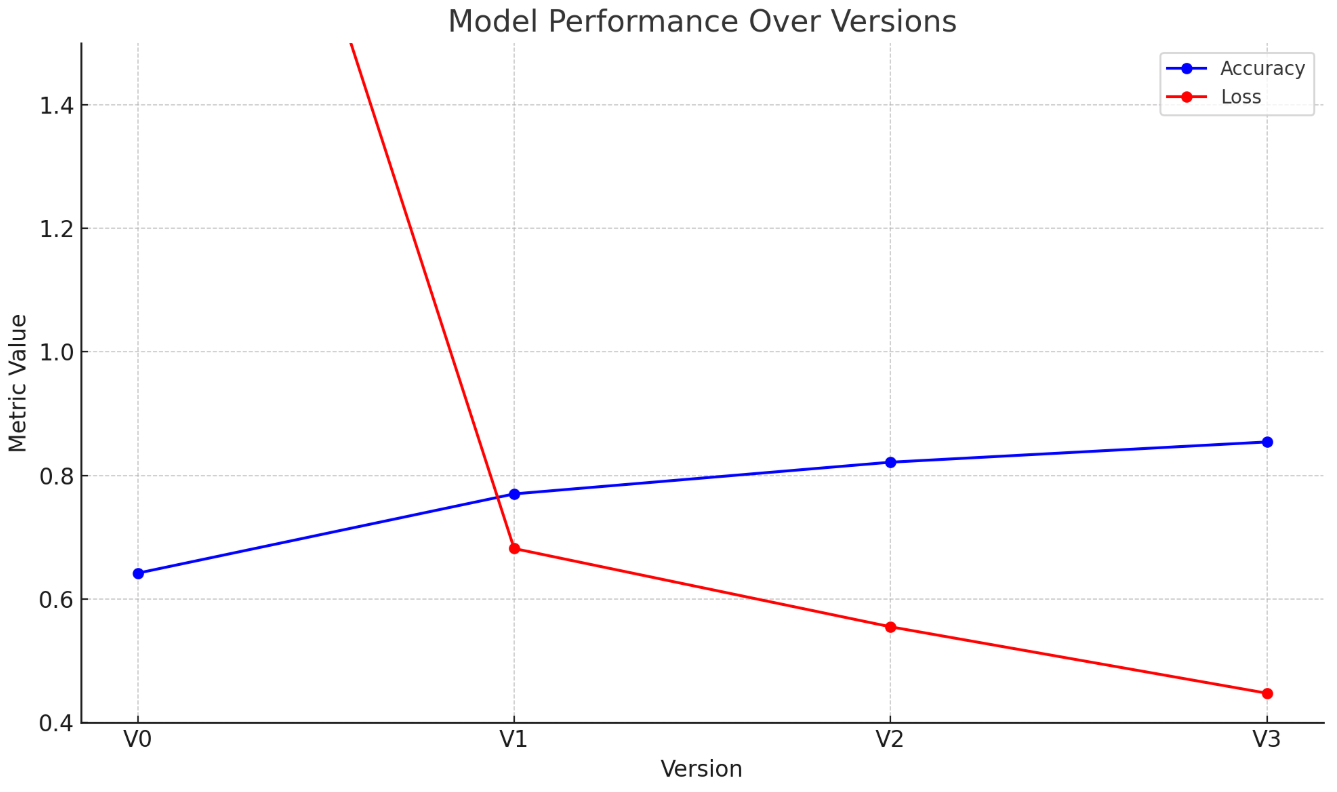 Model Performance Over Versions
Accuracy
Loss
Metric Value
1.4
1.2
1.0
0.8
0.6
0.4
V0 V1 V2 V3
Version